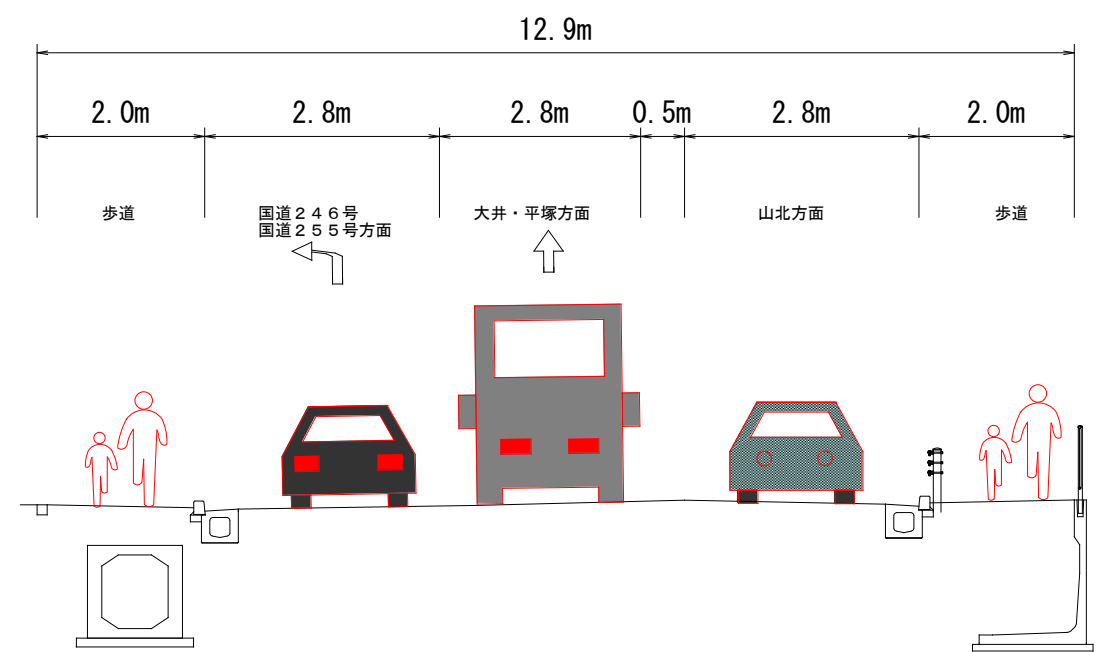 12.9m
2.0m
2.8m
2.8m
0.5m
2.8m
2.0m
歩道
国道２４６号
国道２５５号方面
大井・平塚方面
山北方面
歩道